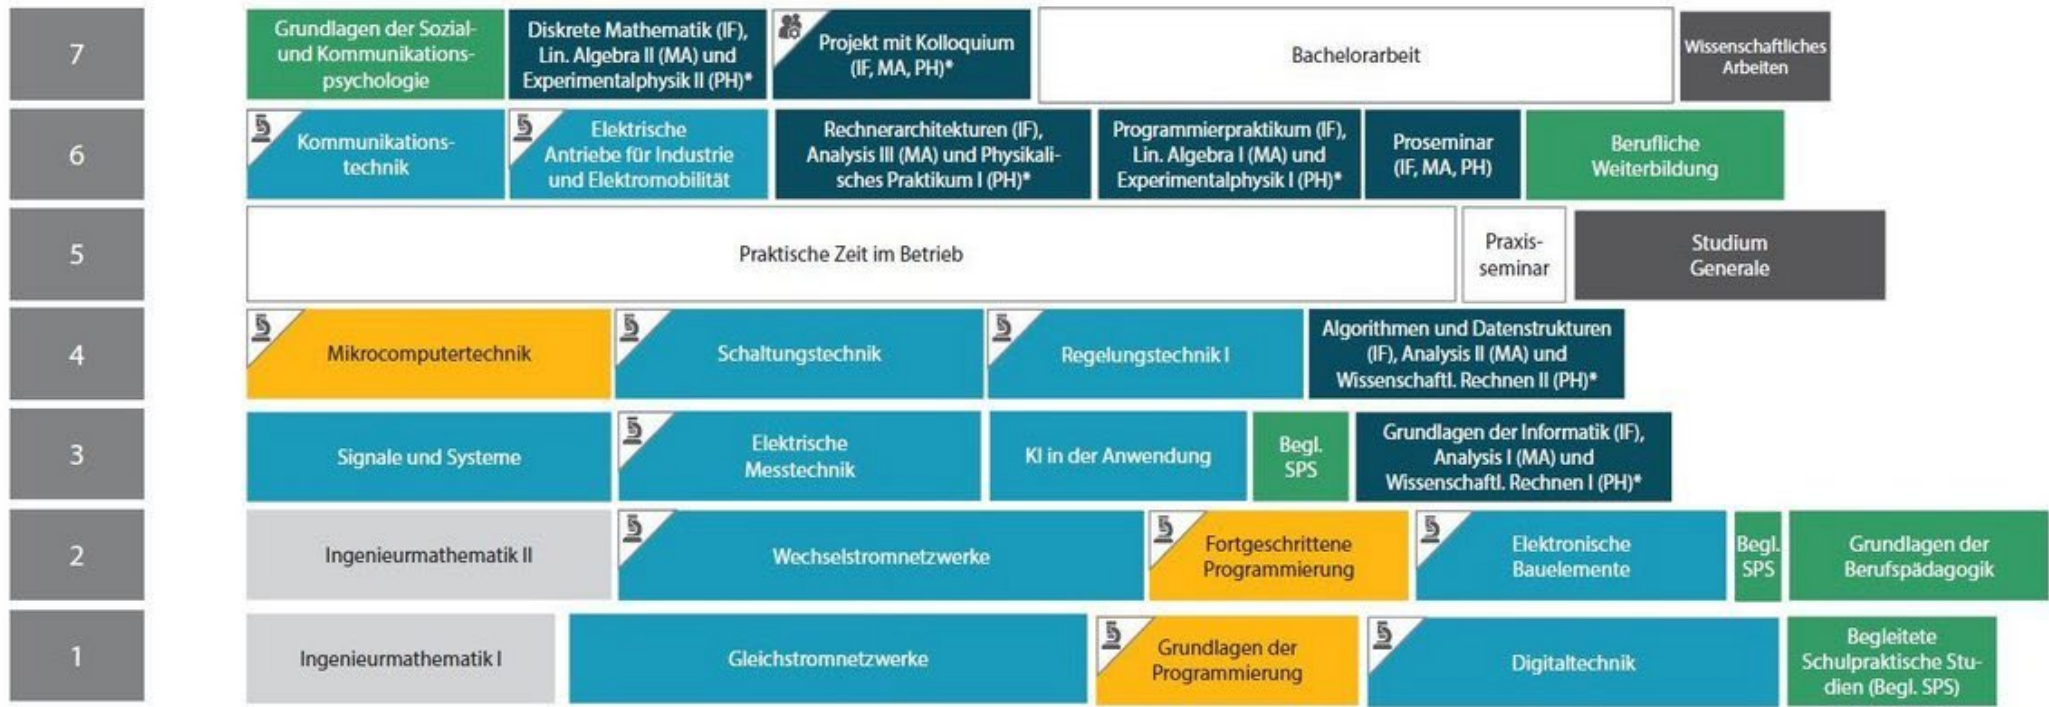 7
Grundlagen der Sozial-
und Kommunikations-
psychologie
Diskrete Mathematik (IF),
Lin. Algebra II (MA) und
Experimentalphysik II (PH)*
Projekt mit Kolloquium
(IF, MA, PH)*
Bachelorarbeit
Wissenschaftliches
Arbeiten
6
Kommunikations-
technik
Elektrische
Antriebe für Industrie
und Elektromobilität
Rechnerarchitekturen (IF),
Analysis III (MA) und Physikali-
sches Praktikum I (PH)*
Programmierpraktikum (IF),
Lin. Algebra I (MA) und
Experimentalphysik I (PH)*
Proseminar
(IF, MA, PH)
Berufliche
Weiterbildung
5
Praktische Zeit im Betrieb
Praxis-
seminar
Studium
Generale
4
Mikrocomputertechnik
Schaltungstechnik
Regelungstechnik I
Algorithmen und Datenstrukturen
(IF), Analysis II (MA) und
Wissenschaftl. Rechnen II (PH)*
3
Signale und Systeme
Elektrische
Messtechnik
KI in der Anwendung
Begl.
SPS
Grundlagen der Informatik (IF),
Analysis I (MA) und
Wissenschaftl. Rechnen I (PH)*
2
Ingenieurmathematik II
Wechselstromnetzwerke
Fortgeschrittene
Programmierung
Elektronische
Bauelemente
Begl.
SPS
Grundlagen der
Berufspädagogik
1
Ingenieurmathematik I
Gleichstromnetzwerke
Grundlagen der
Programmierung
Digitaltechnik
Begleitete
Schulpraktische Stu-
dien (Begl. SPS)